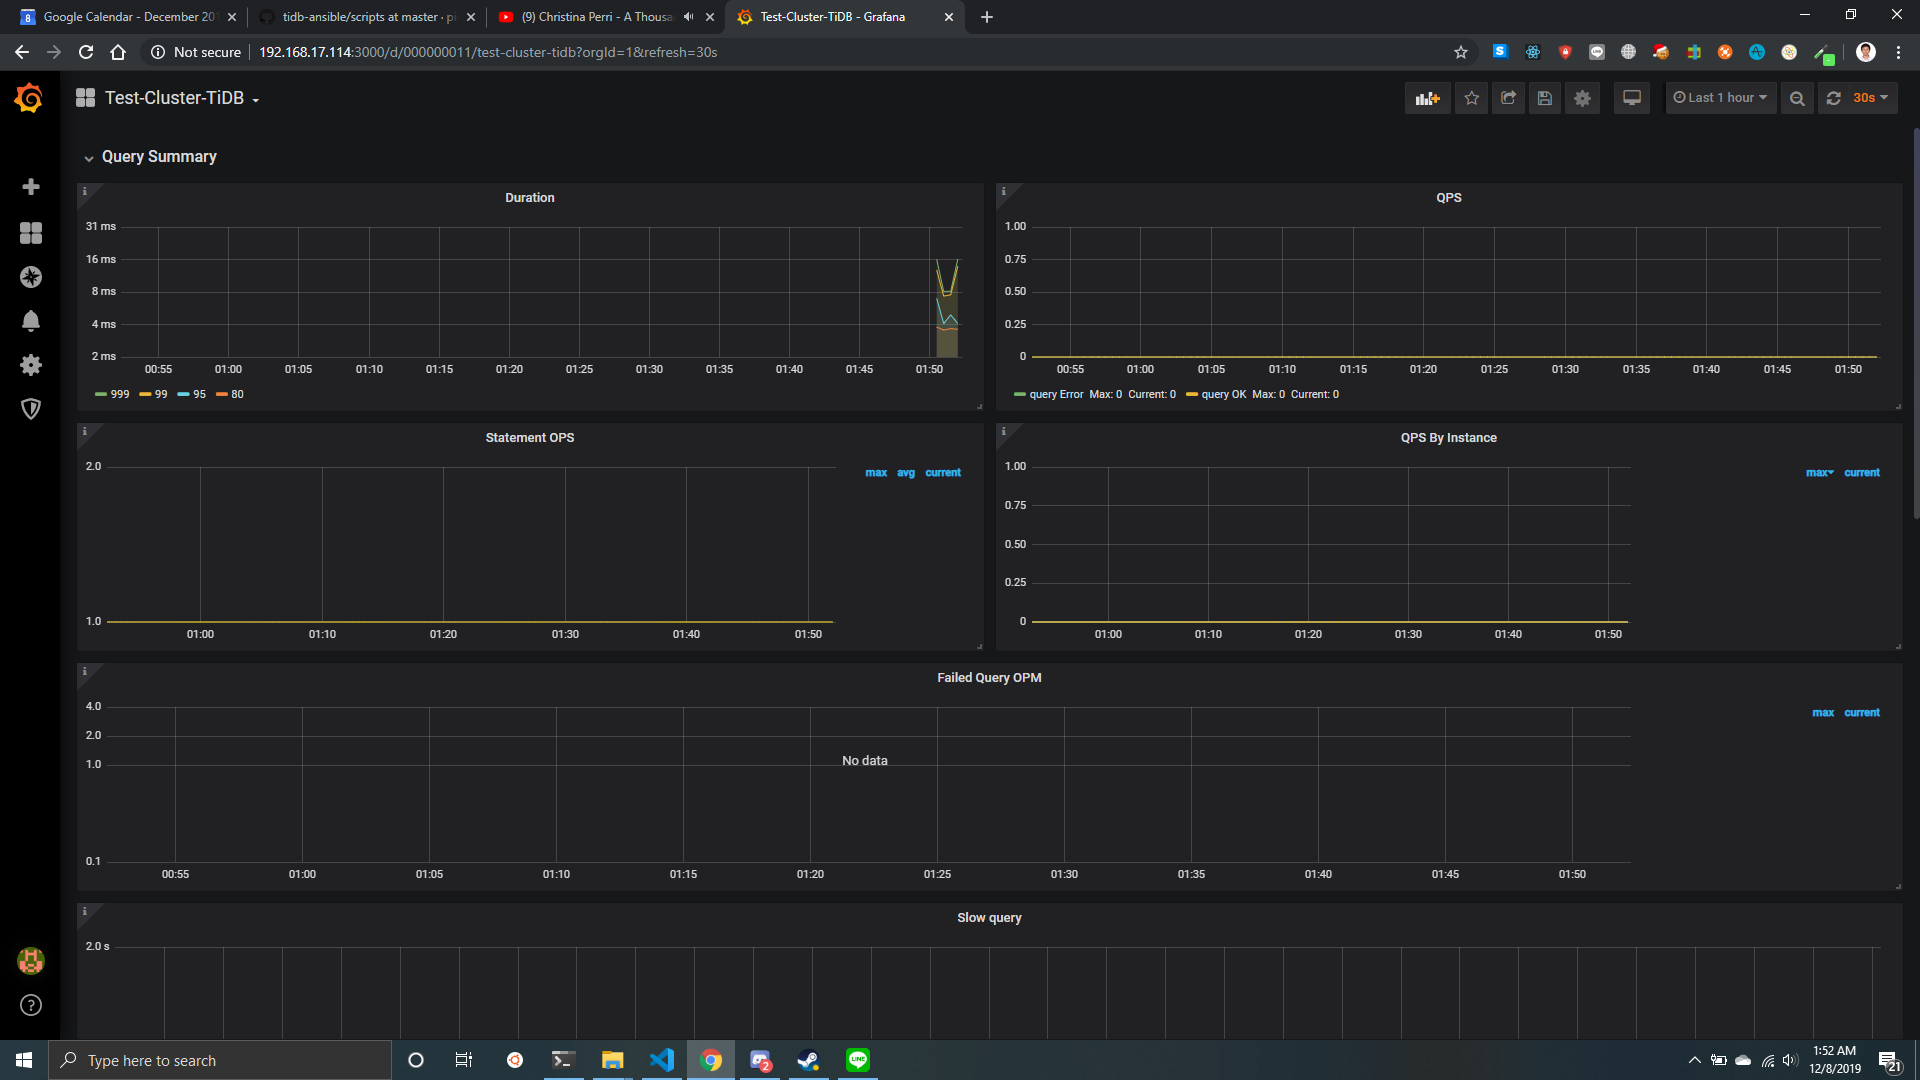 Google Calendar - December 201
tidb-ansible/scripts at master · pi
(9) Christina Perri - A Thousa
Test-Cluster-TiDB - Grafana
Not secure
192.168.17.114:3000/d/000000011/test-cluster-tidb?orgId=1&refresh=30s
Test-Cluster-TiDB
Last 1 hour
30s
Query Summary
Duration
31 ms
16 ms
8 ms
4 ms
2 ms
00:55 01:00 01:05 01:10 01:15 01:20 01:25 01:30 01:35 01:40 01:45 01:50
999 99 95 80
QPS
1.00
0.75
0.50
0.25
0
00:55 01:00 01:05 01:10 01:15 01:20 01:25 01:30 01:35 01:40 01:45 01:50
query Error Max: 0 Current: 0 query OK Max: 0 Current: 0
Statement OPS
2.0
max avg current
1.0
01:00 01:10 01:20 01:30 01:40 01:50
QPS By Instance
1.00
max current
0.75
0.50
0.25
0
01:00 01:10 01:20 01:30 01:40 01:50
Failed Query OPM
4.0
max current
2.0
1.0
No data
0.1
00:55 01:00 01:05 01:10 01:15 01:20 01:25 01:30 01:35 01:40 01:45 01:50
Slow query
2.0 s
Type here to search
2
1:52 AM
12/8/2019
21